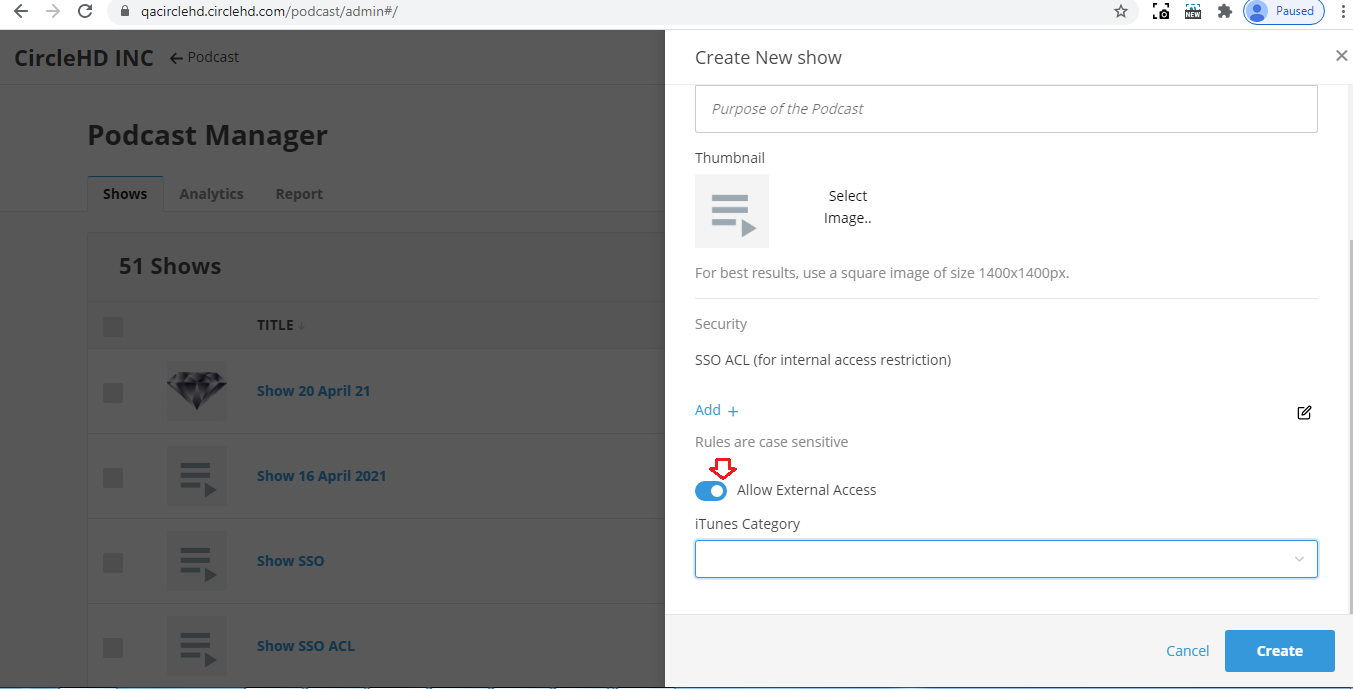 qacirclehd.circlehd.com/podcast/admin#/
NEW
Paused
CircleHD INC
Podcast
Podcast Manager
Shows
Analytics
Report
51 Shows
TITLE
Show 20 April 21
Show 16 April 2021
Show SSO
Show SSO ACL
Create New show
Purpose of the Podcast
Thumbnail
Select
Image..
For best results, use a square image of size 1400x1400px.
Security
SSO ACL (for internal access restriction)
Add +
Rules are case sensitive
Allow External Access
iTunes Category
Cancel
Create